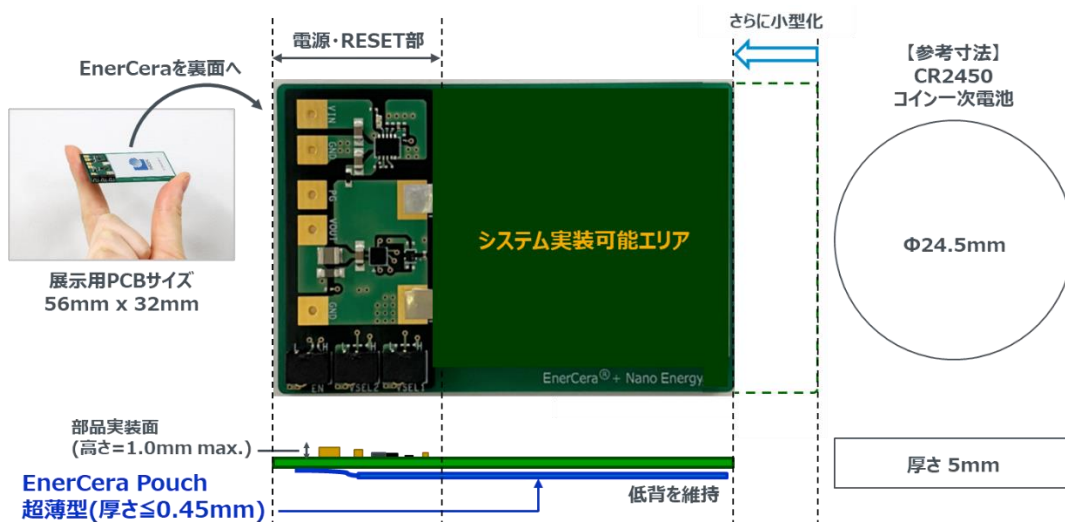 さらに小型化
電源・RESET部
【参考寸法】
CR2450
コイン一次電池
EnerCeraを裏面へ
VIN
GND
PG
VOUT
システム実装可能エリア
Φ24.5mm
展示用PCBサイズ
56mm x 32mm
GND
L H
L H
L H
EN
VSEL2
VSEL1
EnerCera®+ Nano Energy
部品実装面
(高さ=1.0mm max.)
厚さ 5mm
EnerCera Pouch
超薄型(厚さ≦0.45mm)
低背を維持